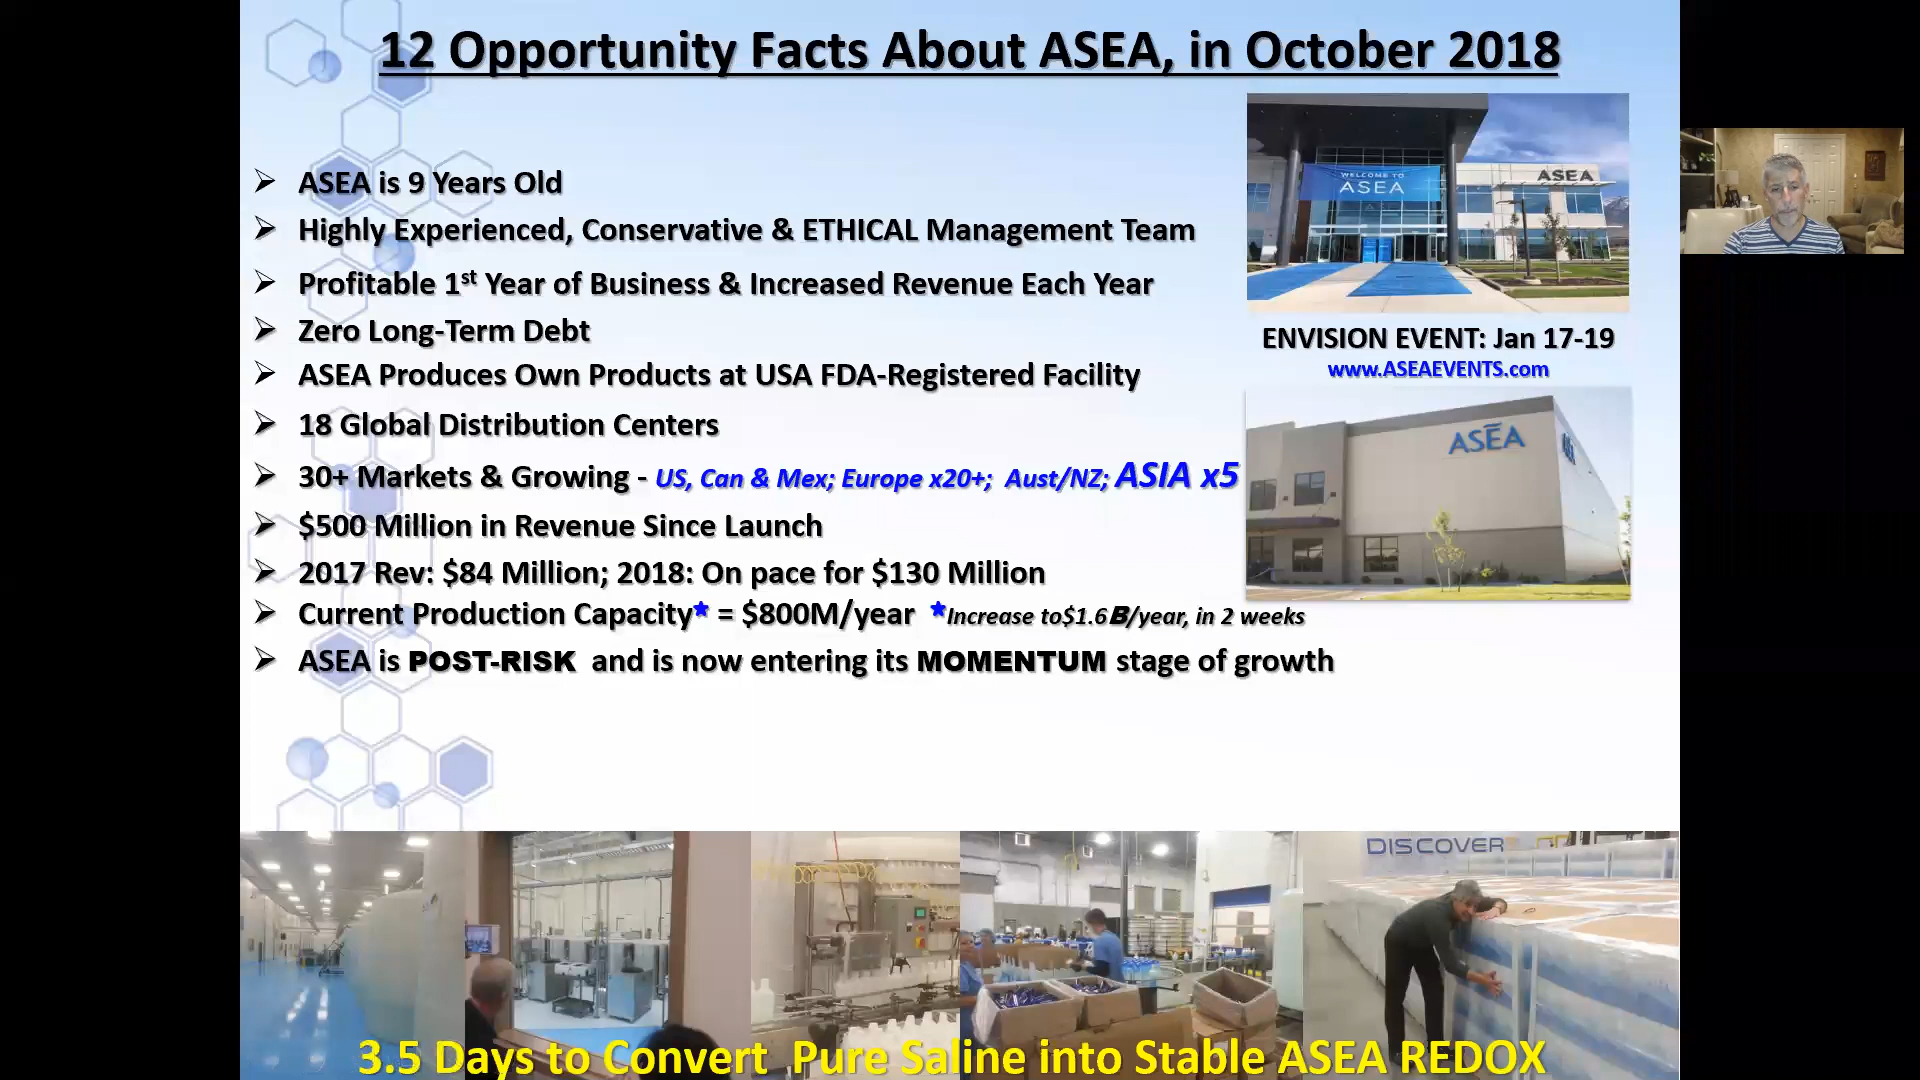 12 Opportunity Facts About ASEA, in October 2018
➢ ASEA is 9 Years Old
➢ Highly Experienced, Conservative & ETHICAL Management Team
➢ Profitable 1st Year of Business & Increased Revenue Each Year
➢ Zero Long-Term Debt
➢ ASEA Produces Own Products at USA FDA-Registered Facility
➢ 18 Global Distribution Centers
➢ 30+ Markets & Growing - US, Can & Mex; Europe x20+; Aust/NZ; ASIA x5
➢ $500 Million in Revenue Since Launch
➢ 2017 Rev: $84 Million; 2018: On pace for $130 Million
➢ Current Production Capacity* = $800M/year *Increase to$1.6B/year, in 2 weeks
➢ ASEA is POST-RISK and is now entering its MOMENTUM stage of growth
WELCOME TO
ASEA
ASEA
ENVISION EVENT: Jan 17-19
www.ASEAEVENTS.com
ASEA
DISCOVER
3.5 Days to Convert Pure Saline into Stable ASEA REDOX